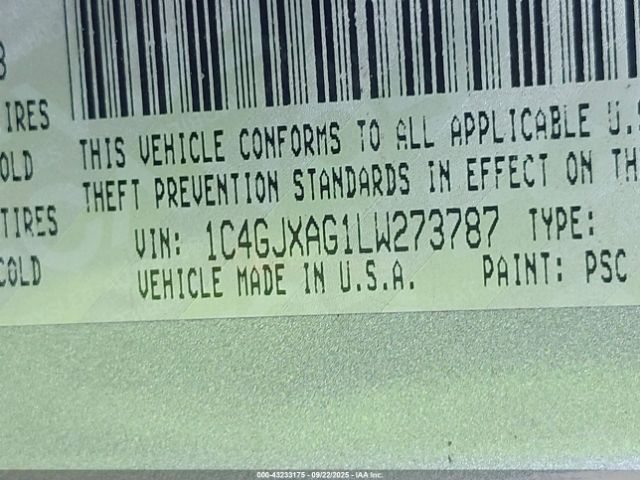 8
IRES
OLD
TIRES
COLD
THIS VEHICLE CONFORMS TO ALL APPLICABLE U.
THEFT PREVENTION STANDARDS IN EFFECT ON TH
VIN: 1C4GJXAG1LW273787 TYPE:
VEHICLE MADE IN U.S.A. PAINT: PSC
000-43233175 - 09/22/2025 - IAA Inc.